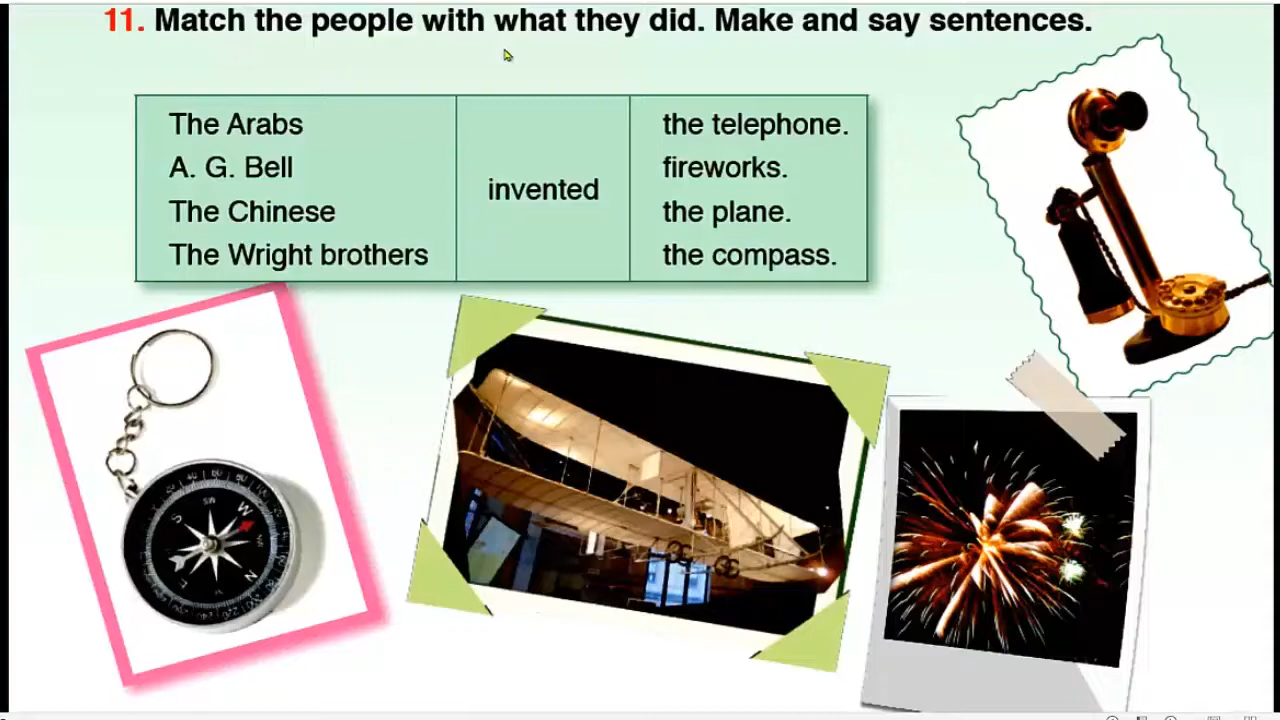 11. Match the people with what they did. Make and say sentences.
The Arabs
A. G. Bell
The Chinese
The Wright brothers
invented
the telephone.
fireworks.
the plane.
the compass.